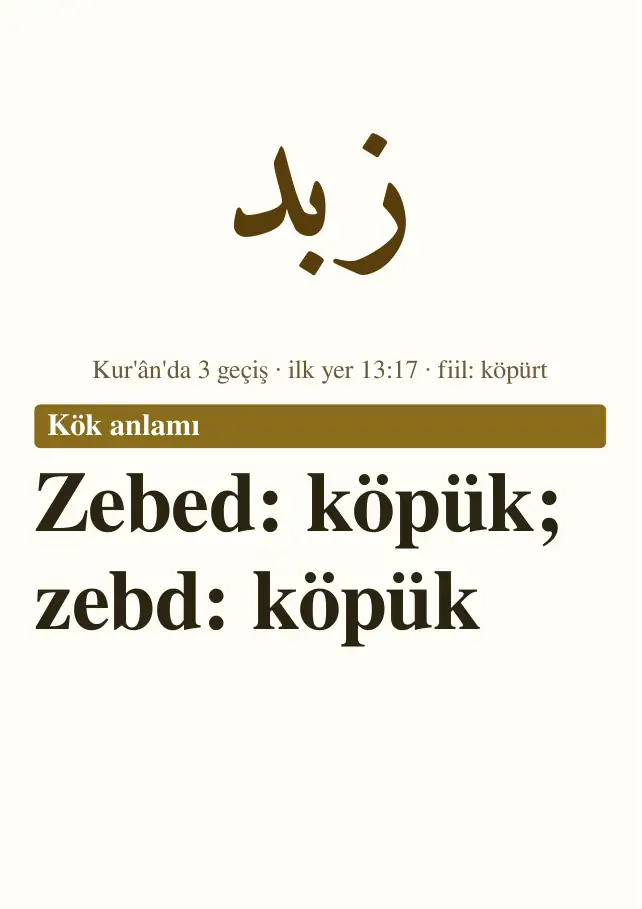 زبد
Kur'ân'da 3 geçiş · ilk yer 13:17 · fiil: köpürt
Kök anlamı
Zebed: köpük;
zebd: köpük